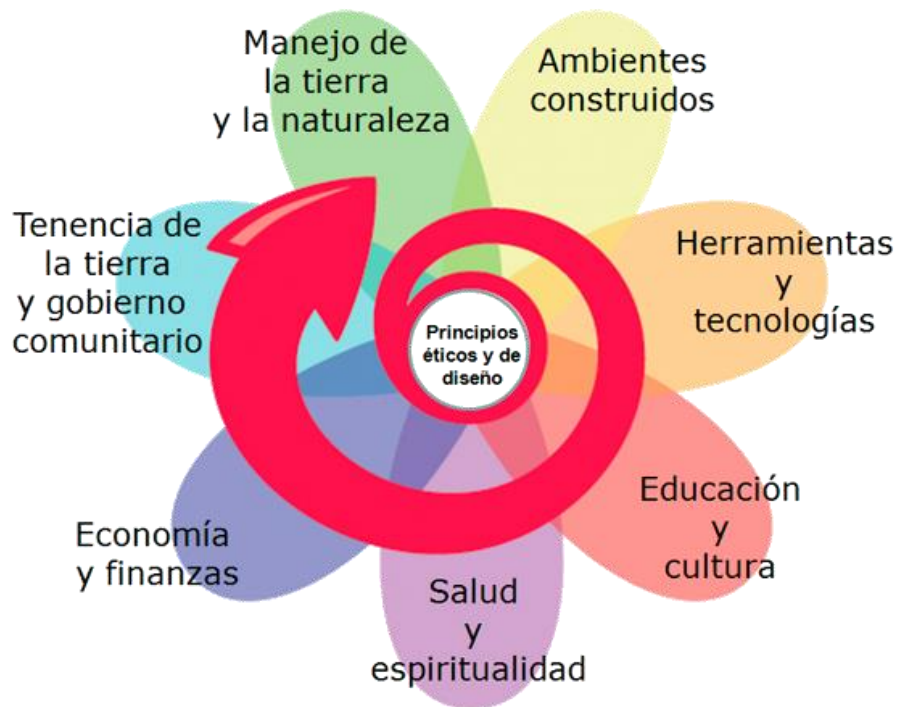 Manejo de
la tierra
y la naturaleza
Ambientes
construidos
Herramientas
y
tecnologías
Educación
y
cultura
Salud
y
espiritualidad
Economía
y finanzas
Tenencia de
la tierra
y gobierno
comunitario
Principios
éticos y de
diseño